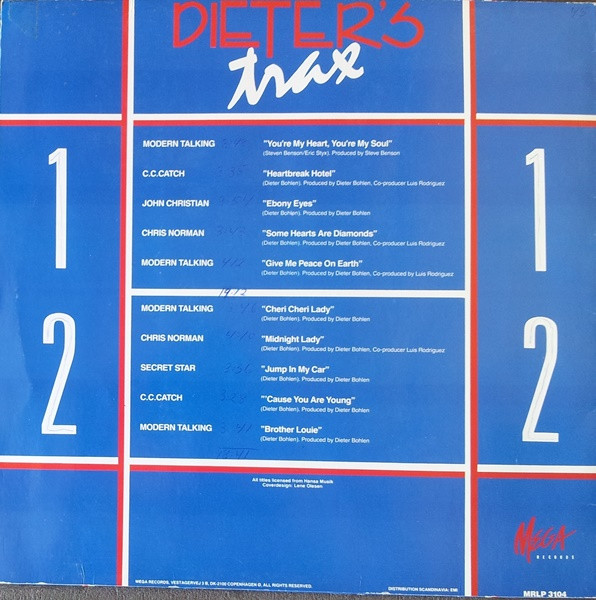 DIETER'S
trax
1
1
MODERN TALKING "You're My Heart, You're My Soul"
(Steven Benson/Eric Styx). Produced by Steve Benson
C.C.CATCH "Heartbreak Hotel"
(Dieter Bohlen). Produced by Dieter Bohlen, Co-producer Luis Rodriguez
JOHN CHRISTIAN "Ebony Eyes"
(Dieter Bohlen). Produced by Dieter Bohlen
CHRIS NORMAN "Some Hearts Are Diamonds"
(Dieter Bohlen). Produced by Dieter Bohlen, Co-producer Luis Rodriguez
MODERN TALKING 4:12 "Give Me Peace On Earth"
(Dieter Bohlen). Produced by Dieter Bohlen, Co-produced by Luis Rodriguez
19:12
2
2
MODERN TALKING "Cheri Cheri Lady"
(Dieter Bohlen). Produced by Dieter Bohlen
CHRIS NORMAN "Midnight Lady"
(Dieter Bohlen). Produced by Dieter Bohlen, Co-producer Luis Rodriguez
SECRET STAR "Jump In My Car"
(Dieter Bohlen). Produced by Dieter Bohlen
C.C.CATCH "'Cause You Are Young"
(Dieter Bohlen). Produced by Dieter Bohlen
MODERN TALKING "Brother Louie"
(Dieter Bohlen). Produced by Dieter Bohlen
All titles licensed from Hansa Musik
Coverdesign: Lene Olesen
MEGA
RECORDS
MEGA RECORDS, VESTAGERVEJ 3 B, DK-2100 COPENHAGEN Ø, ALL RIGHTS RESERVED.
DISTRIBUTION SCANDINAVIA: EMI
MRLP 3104